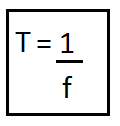 T = 1
f